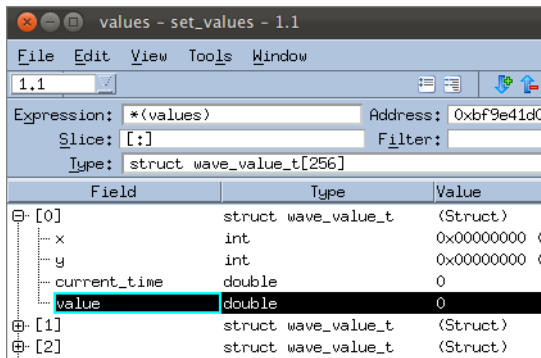 values - set_values - 1.1
File Edit View Tools Window
1.1
Expression: *(values) Address: 0xbf9e41d0
Slice: [:] Filter:
Type: struct wave_value_t[256]
Field Type Value
[0] struct wave_value_t (Struct)
x int 0x00000000 (
y int 0x00000000 (
current_time double 0
value double 0
[1] struct wave_value_t (Struct)
[2] struct wave_value_t (Struct)